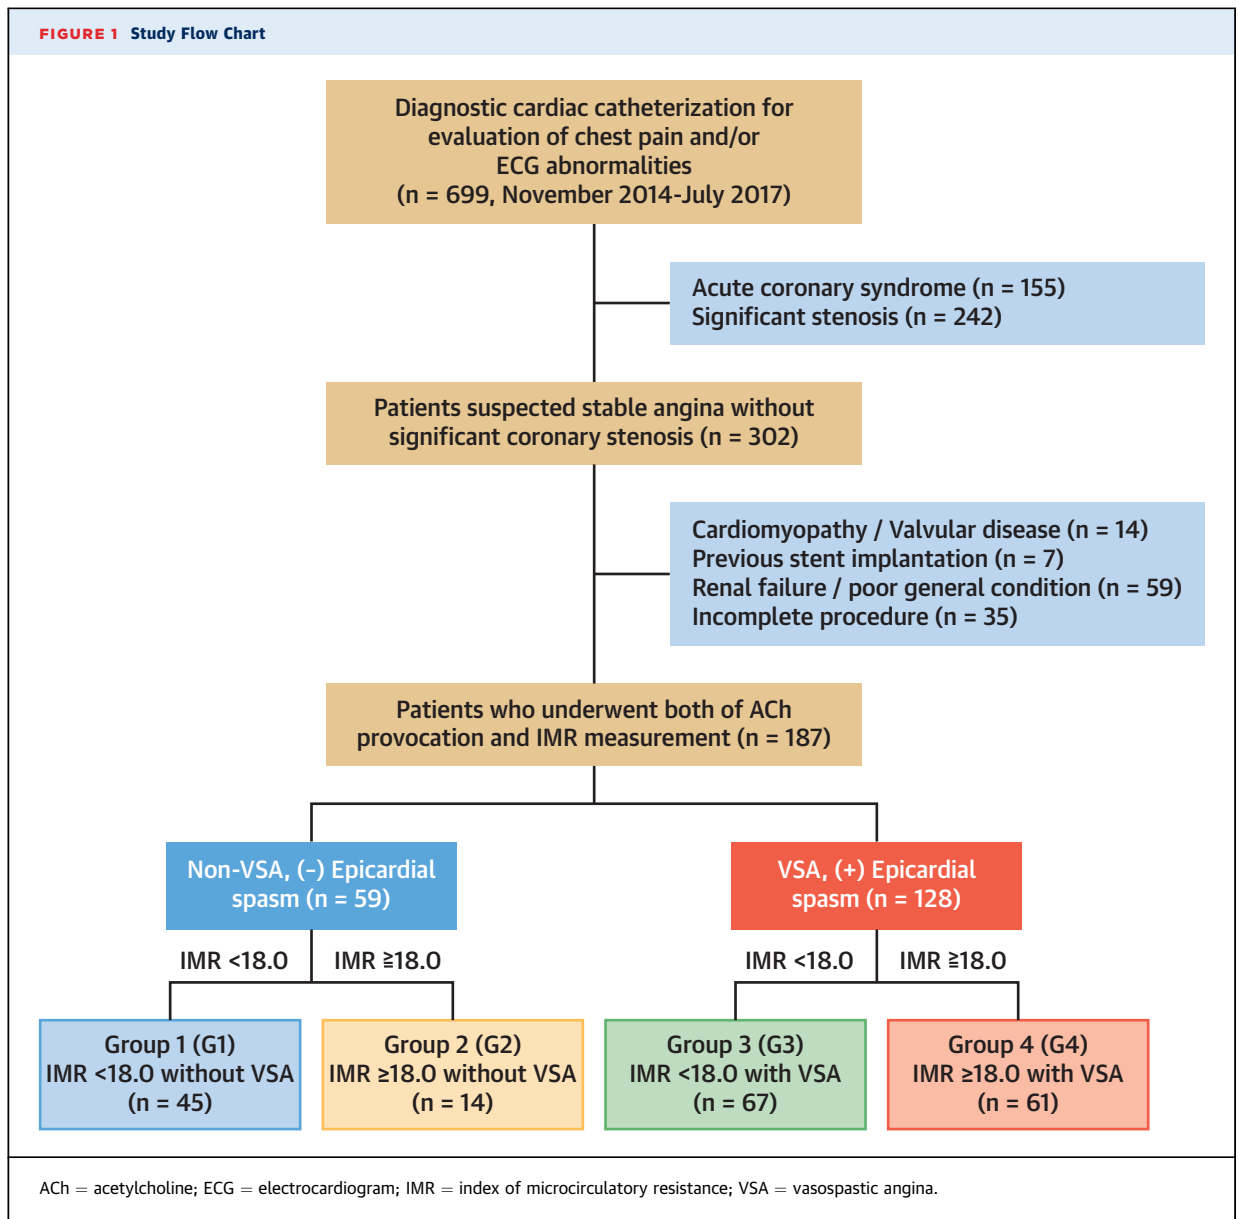 FIGURE 1 Study Flow Chart
Diagnostic cardiac catheterization for
evaluation of chest pain and/or
ECG abnormalities
(n = 699, November 2014-July 2017)
Acute coronary syndrome (n = 155)
Significant stenosis (n = 242)
Patients suspected stable angina without
significant coronary stenosis (n = 302)
Cardiomyopathy / Valvular disease (n = 14)
Previous stent implantation (n = 7)
Renal failure / poor general condition (n = 59)
Incomplete procedure (n = 35)
Patients who underwent both of ACh
provocation and IMR measurement (n = 187)
Non-VSA, (-) Epicardial
spasm (n = 59)
VSA, (+) Epicardial
spasm (n = 128)
IMR <18.0
IMR ≧18.0
IMR <18.0
IMR ≧18.0
Group 1 (G1)
IMR <18.0 without VSA
(n = 45)
Group 2 (G2)
IMR ≥18.0 without VSA
(n = 14)
Group 3 (G3)
IMR <18.0 with VSA
(n = 67)
Group 4 (G4)
IMR ≥18.0 with VSA
(n = 61)
ACh = acetylcholine; ECG = electrocardiogram; IMR = index of microcirculatory resistance; VSA = vasospastic angina.